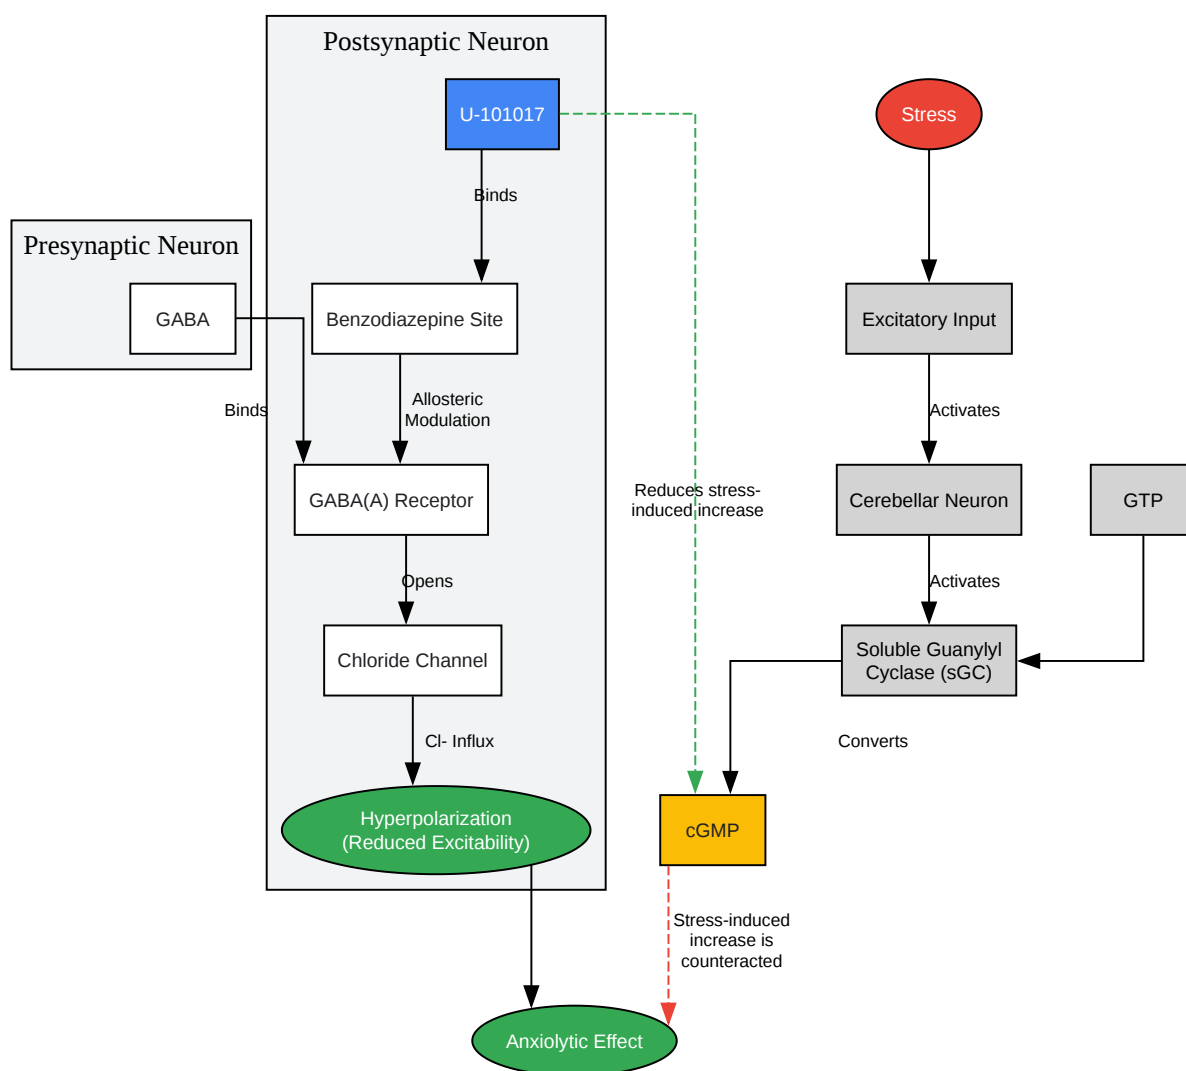 Postsynaptic Neuron
U-101017
Stress
Binds
Presynaptic Neuron
GABA
Benzodiazepine Site
Excitatory Input
Binds
Allosteric
Modulation
Activates
GABA(A) Receptor
Reduces stress-
induced increase
Cerebellar Neuron
GTP
Opens
Activates
Chloride Channel
Soluble Guanylyl
Cyclase (sGC)
Cl- Influx
Converts
Hyperpolarization
(Reduced Excitability)
cGMP
Stress-induced
increase is
counteracted
Anxiolytic Effect